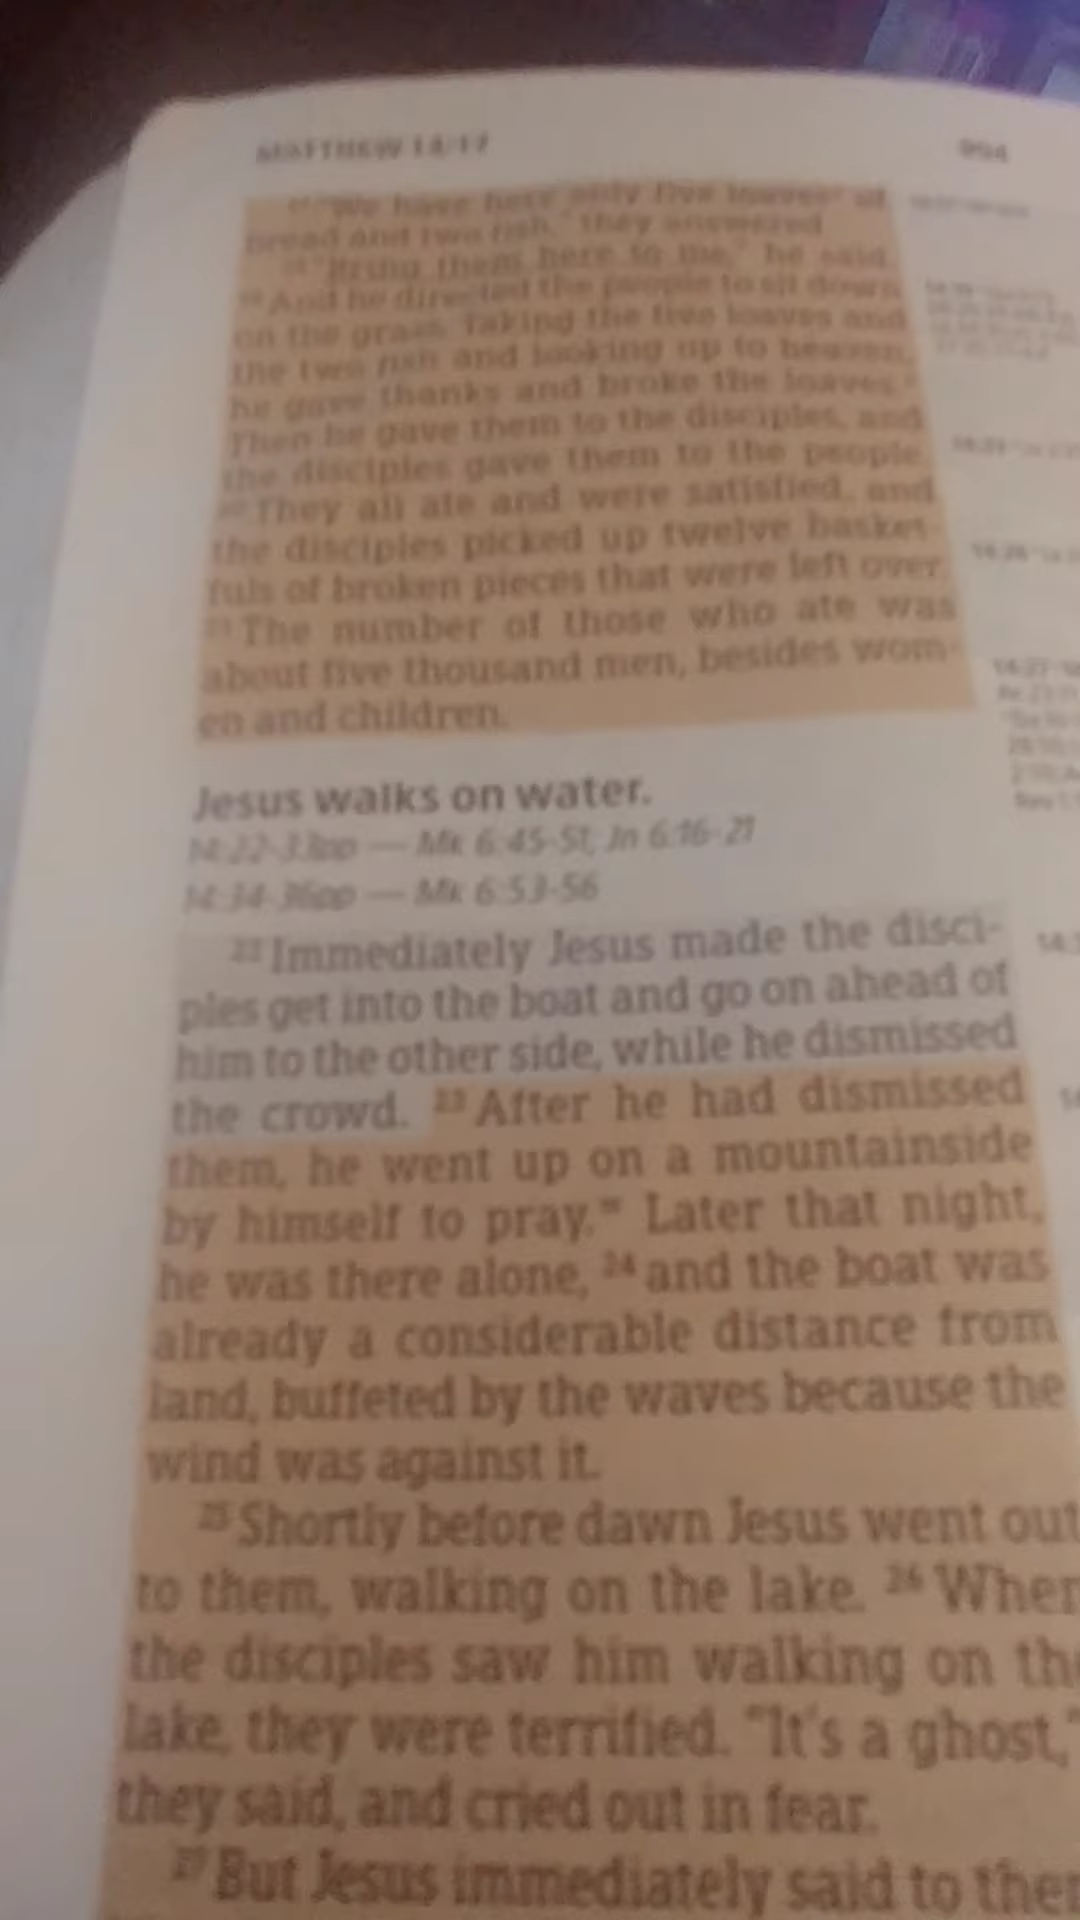 MATTHEW 14:17
994
17 "We have here only five loaves of
bread and two fish," they answered.
18 "Bring them here to me," he said.
19 And he directed the people to sit down
on the grass. Taking the five loaves and
the two fish and looking up to heaven,
he gave thanks and broke the loaves.
Then he gave them to the disciples, and
the disciples gave them to the people.
20 They all ate and were satisfied, and
the disciples picked up twelve basket-
fuls of broken pieces that were left over.
21 The number of those who ate was
about five thousand men, besides wom-
en and children.
Jesus walks on water.
14:22-33pp — Mk 6:45-51; Jn 6:16-21
14:34-36pp — Mk 6:53-56
22 Immediately Jesus made the disci-
ples get into the boat and go on ahead of
him to the other side, while he dismissed
the crowd. 23 After he had dismissed
them, he went up on a mountainside
by himself to pray. Later that night,
he was there alone, 24 and the boat was
already a considerable distance from
land, buffeted by the waves because the
wind was against it.
25 Shortly before dawn Jesus went out
to them, walking on the lake. 26 When
the disciples saw him walking on the
lake, they were terrified. "It's a ghost,"
they said, and cried out in fear.
27 But Jesus immediately said to them